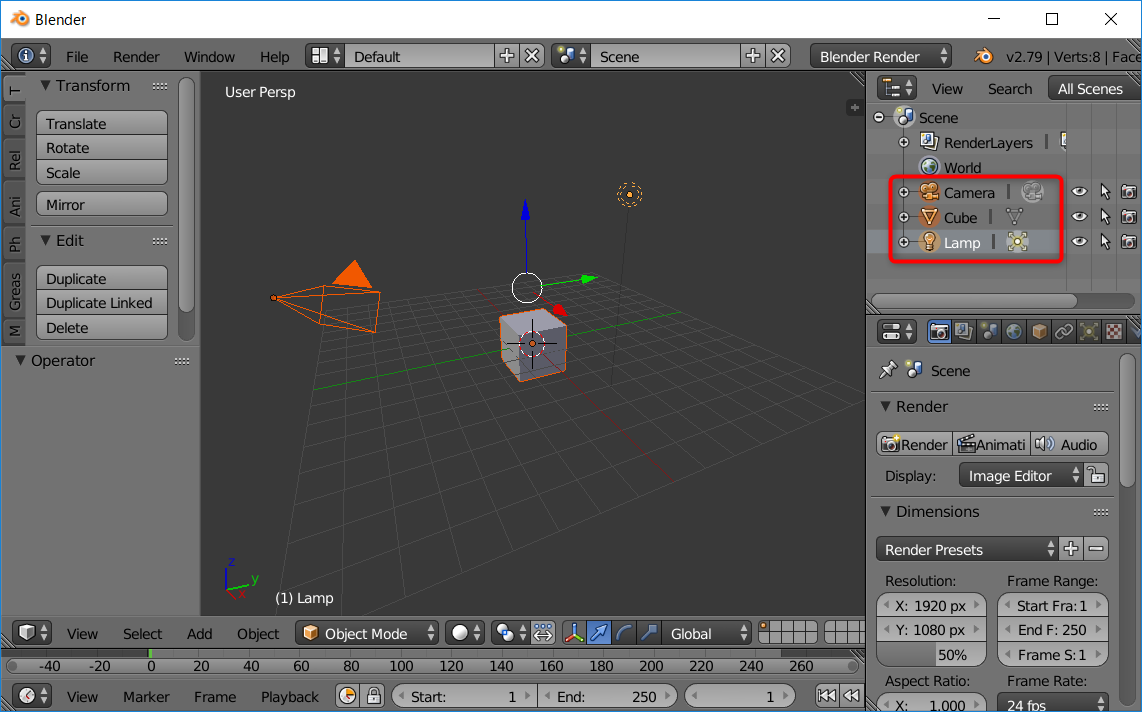 Blender
File Render Window Help Default Scene Blender Render v2.79 | Verts:8 | Face
T
Cr
Rel
Ani
Ph
Greas
M
Transform
Translate
Rotate
Scale
Mirror
Edit
Duplicate
Duplicate Linked
Delete
Operator
User Persp
z
y
x
(1) Lamp
View Search All Scenes
Scene
RenderLayers
World
Camera
Cube
Lamp
Scene
Render
Render Animati Audio
Display: Image Editor
Dimensions
Render Presets
Resolution: Frame Range:
X: 1920 px Start Fra: 1
Y: 1080 px End F: 250
50% Frame S: 1
Aspect Ratio: Frame Rate:
X: 1.000 24 fps
View Select Add Object Object Mode Global
-40 -20 0 20 40 60 80 100 120 140 160 180 200 220 240 260
View Marker Frame Playback Start: 1 End: 250 1